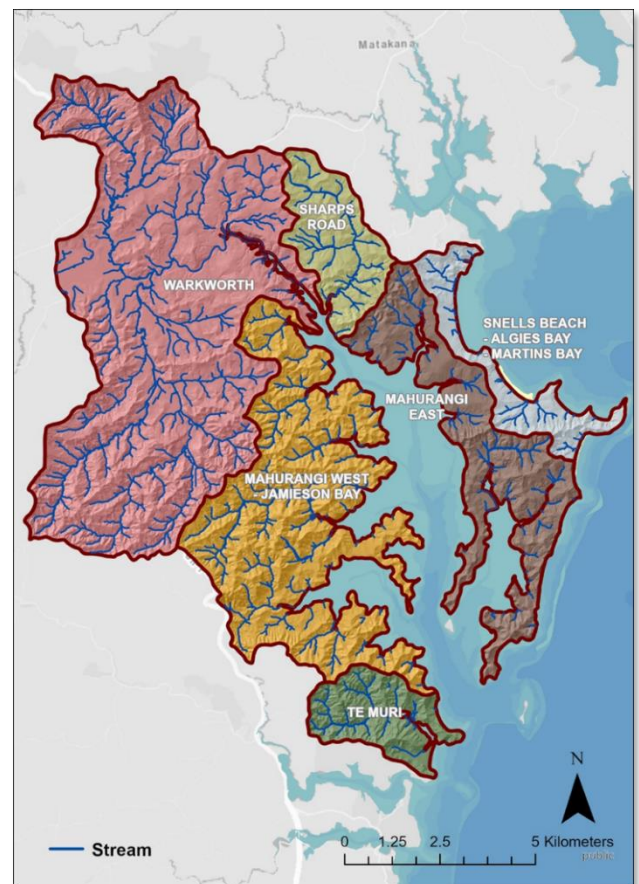 Matakana
SHARPS
ROAD
WARKWORTH
SNELLS BEACH
- ALGIES BAY
- MARTINS BAY
MAHURANGI
EAST
MAHURANGI WEST
- JAMIESON BAY
TE MURI
N
Stream
0 1.25 2.5 5 Kilometers
public